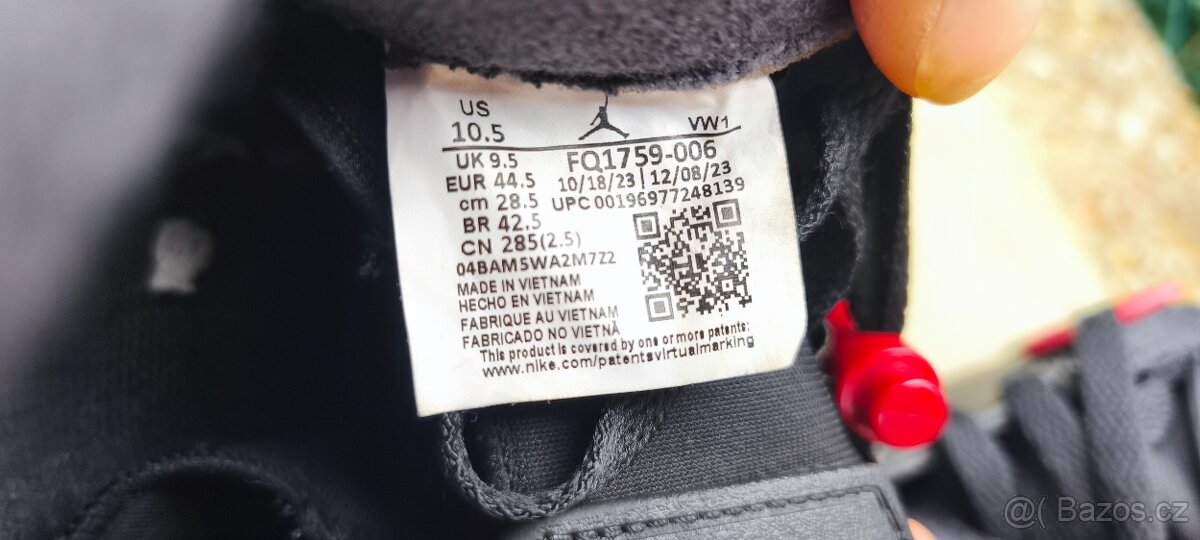 US
10.5
VW1
UK 9.5
FQ1759-006
EUR 44.5
10/18/23 | 12/08/23
cm 28.5
UPC 00196977248139
BR 42.5
CN 285(2.5)
04BAM5WA2M7Z2
MADE IN VIETNAM
HECHO EN VIETNAM
FABRIQUE AU VIETNAM
FABRICADO NO VIETNÃ
This product is covered by one or more patents:
www.nike.com/patentsvirtualmarking
@( Bazos.cz